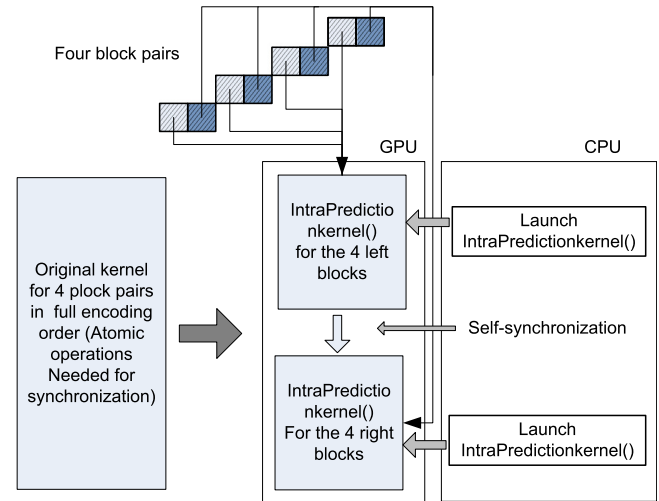 Four block pairs
GPU
CPU
Original kernel
for 4 plock pairs
in full encoding
order (Atomic
operations
Needed for
synchronization)
IntraPredictio
nkernel()
for the 4 left
blocks
Launch
IntraPredictionkernel()
Self-synchronization
IntraPredictio
nkernel()
For the 4 right
blocks
Launch
IntraPredictionkernel()